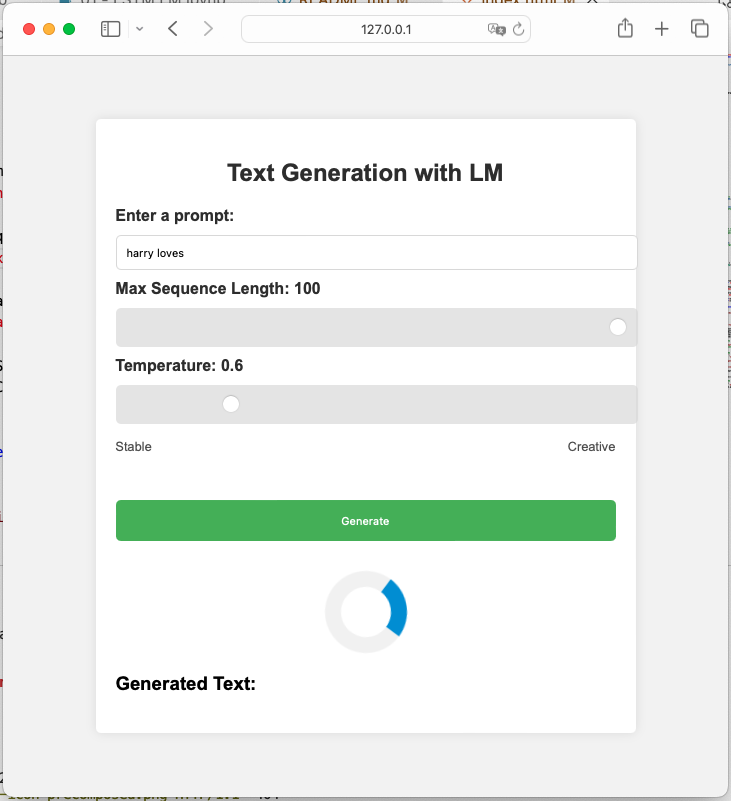 127.0.0.1
Text Generation with LM
Enter a prompt:
harry loves
Max Sequence Length: 100
Temperature: 0.6
Stable Creative
Generate
Generated Text: